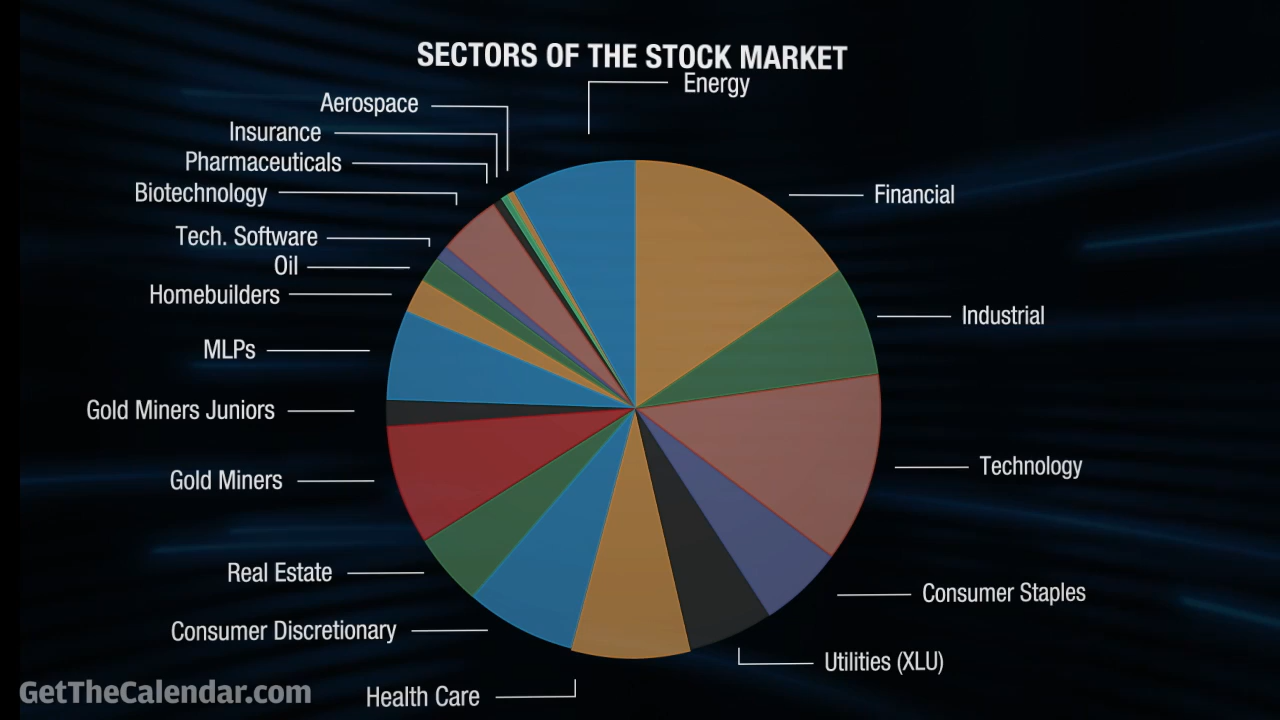 SECTORS OF THE STOCK MARKET
Energy
Aerospace
Insurance
Pharmaceuticals
Biotechnology
Financial
Tech. Software
Oil
Homebuilders
Industrial
MLPs
Gold Miners Juniors
Technology
Gold Miners
Real Estate
Consumer Staples
Consumer Discretionary
Utilities (XLU)
Health Care
GetTheCalendar.com